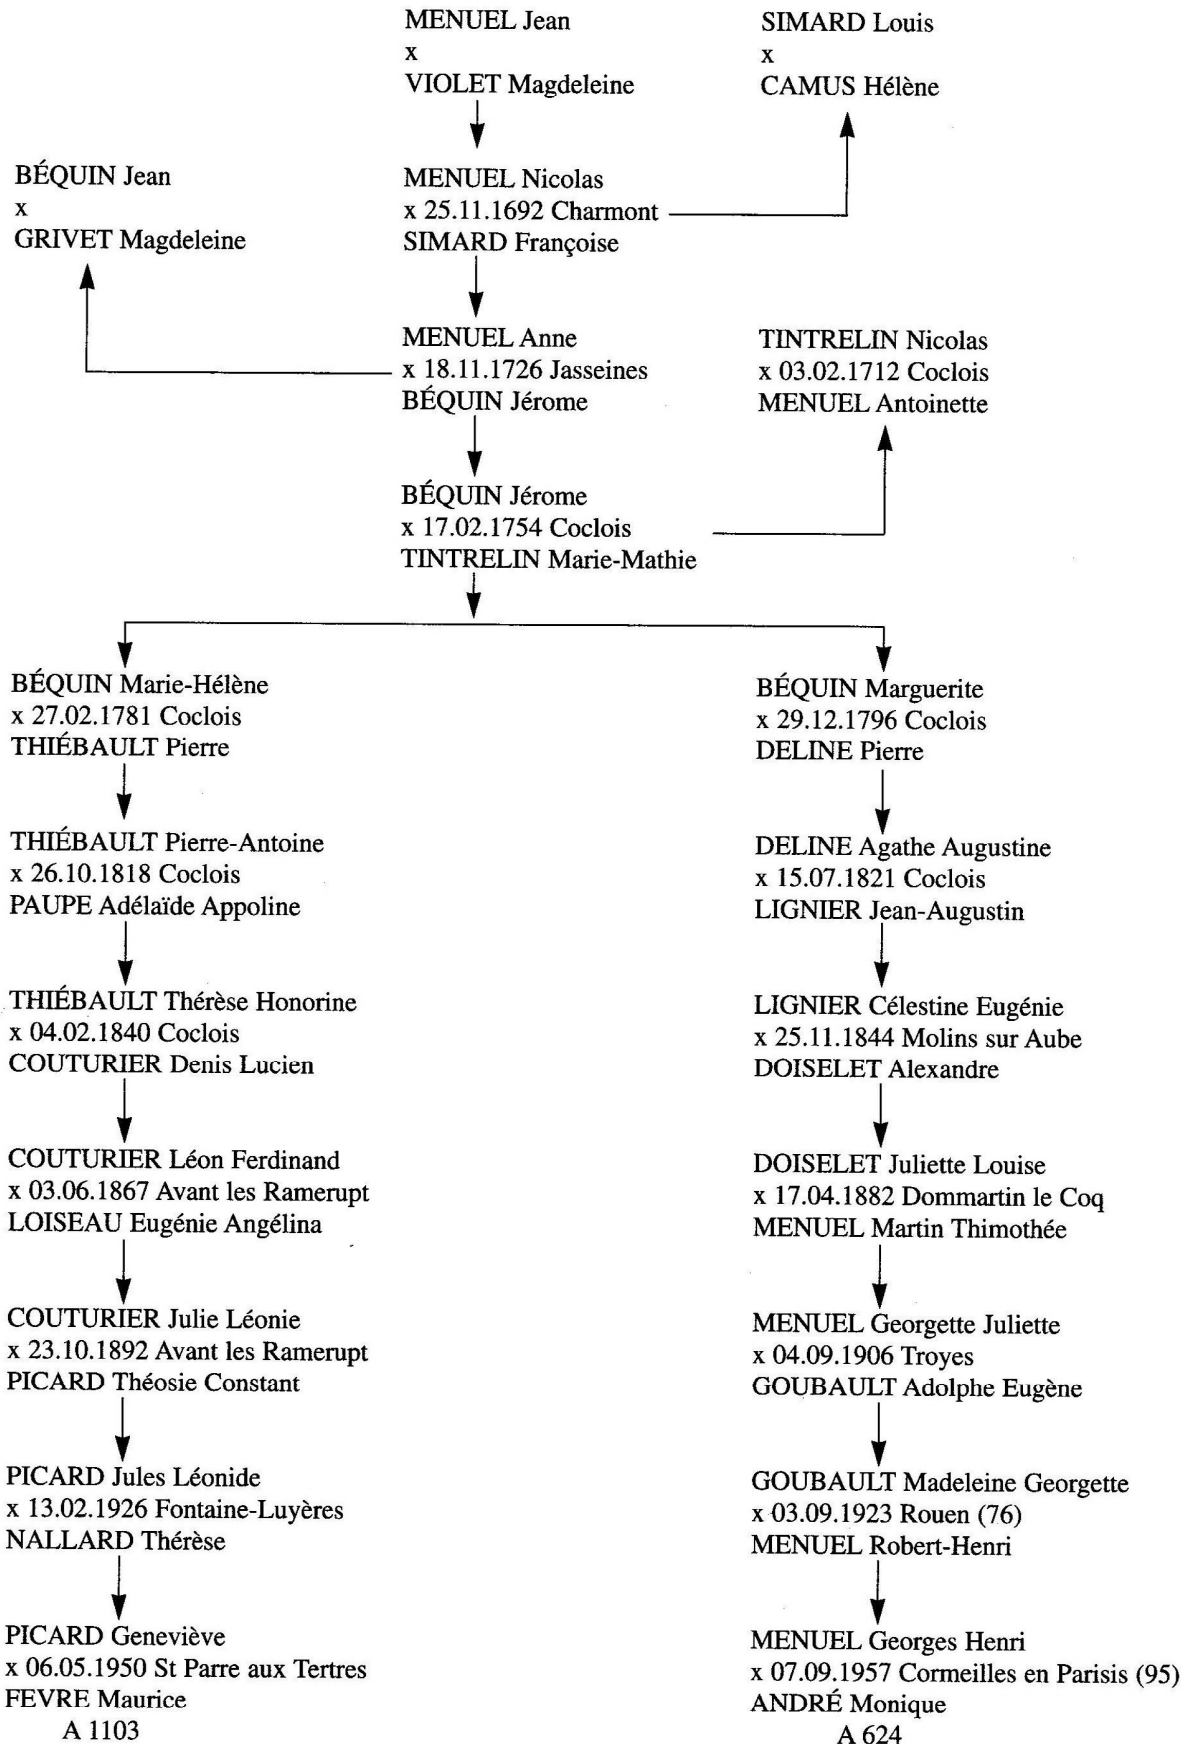 MENUEL Jean
x
VIOLET Magdeleine
SIMARD Louis
x
CAMUS Hélène
BÉQUIN Jean
x
GRIVET Magdeleine
MENUEL Nicolas
x 25.11.1692 Charmont
SIMARD Françoise
MENUEL Anne
x 18.11.1726 Jasseines
BÉQUIN Jérome
TINTRELIN Nicolas
x 03.02.1712 Coclois
MENUEL Antoinette
BÉQUIN Jérome
x 17.02.1754 Coclois
TINTRELIN Marie-Mathie
BÉQUIN Marie-Hélène
x 27.02.1781 Coclois
THIÉBAULT Pierre
THIÉBAULT Pierre-Antoine
x 26.10.1818 Coclois
PAUPE Adélaïde Appoline
THIÉBAULT Thérèse Honorine
x 04.02.1840 Coclois
COUTURIER Denis Lucien
COUTURIER Léon Ferdinand
x 03.06.1867 Avant les Ramerupt
LOISEAU Eugénie Angélina
COUTURIER Julie Léonie
x 23.10.1892 Avant les Ramerupt
PICARD Théosie Constant
PICARD Jules Léonide
x 13.02.1926 Fontaine-Luyères
NALLARD Thérèse
PICARD Geneviève
x 06.05.1950 St Parre aux Tertres
FEVRE Maurice
A 1103
BÉQUIN Marguerite
x 29.12.1796 Coclois
DELINE Pierre
DELINE Agathe Augustine
x 15.07.1821 Coclois
LIGNIER Jean-Augustin
LIGNIER Célestine Eugénie
x 25.11.1844 Molins sur Aube
DOISELET Alexandre
DOISELET Juliette Louise
x 17.04.1882 Dommartin le Coq
MENUEL Martin Thimothée
MENUEL Georgette Juliette
x 04.09.1906 Troyes
GOUBAULT Adolphe Eugène
GOUBAULT Madeleine Georgette
x 03.09.1923 Rouen (76)
MENUEL Robert-Henri
MENUEL Georges Henri
x 07.09.1957 Cormeilles en Parisis (95)
ANDRÉ Monique
A 624